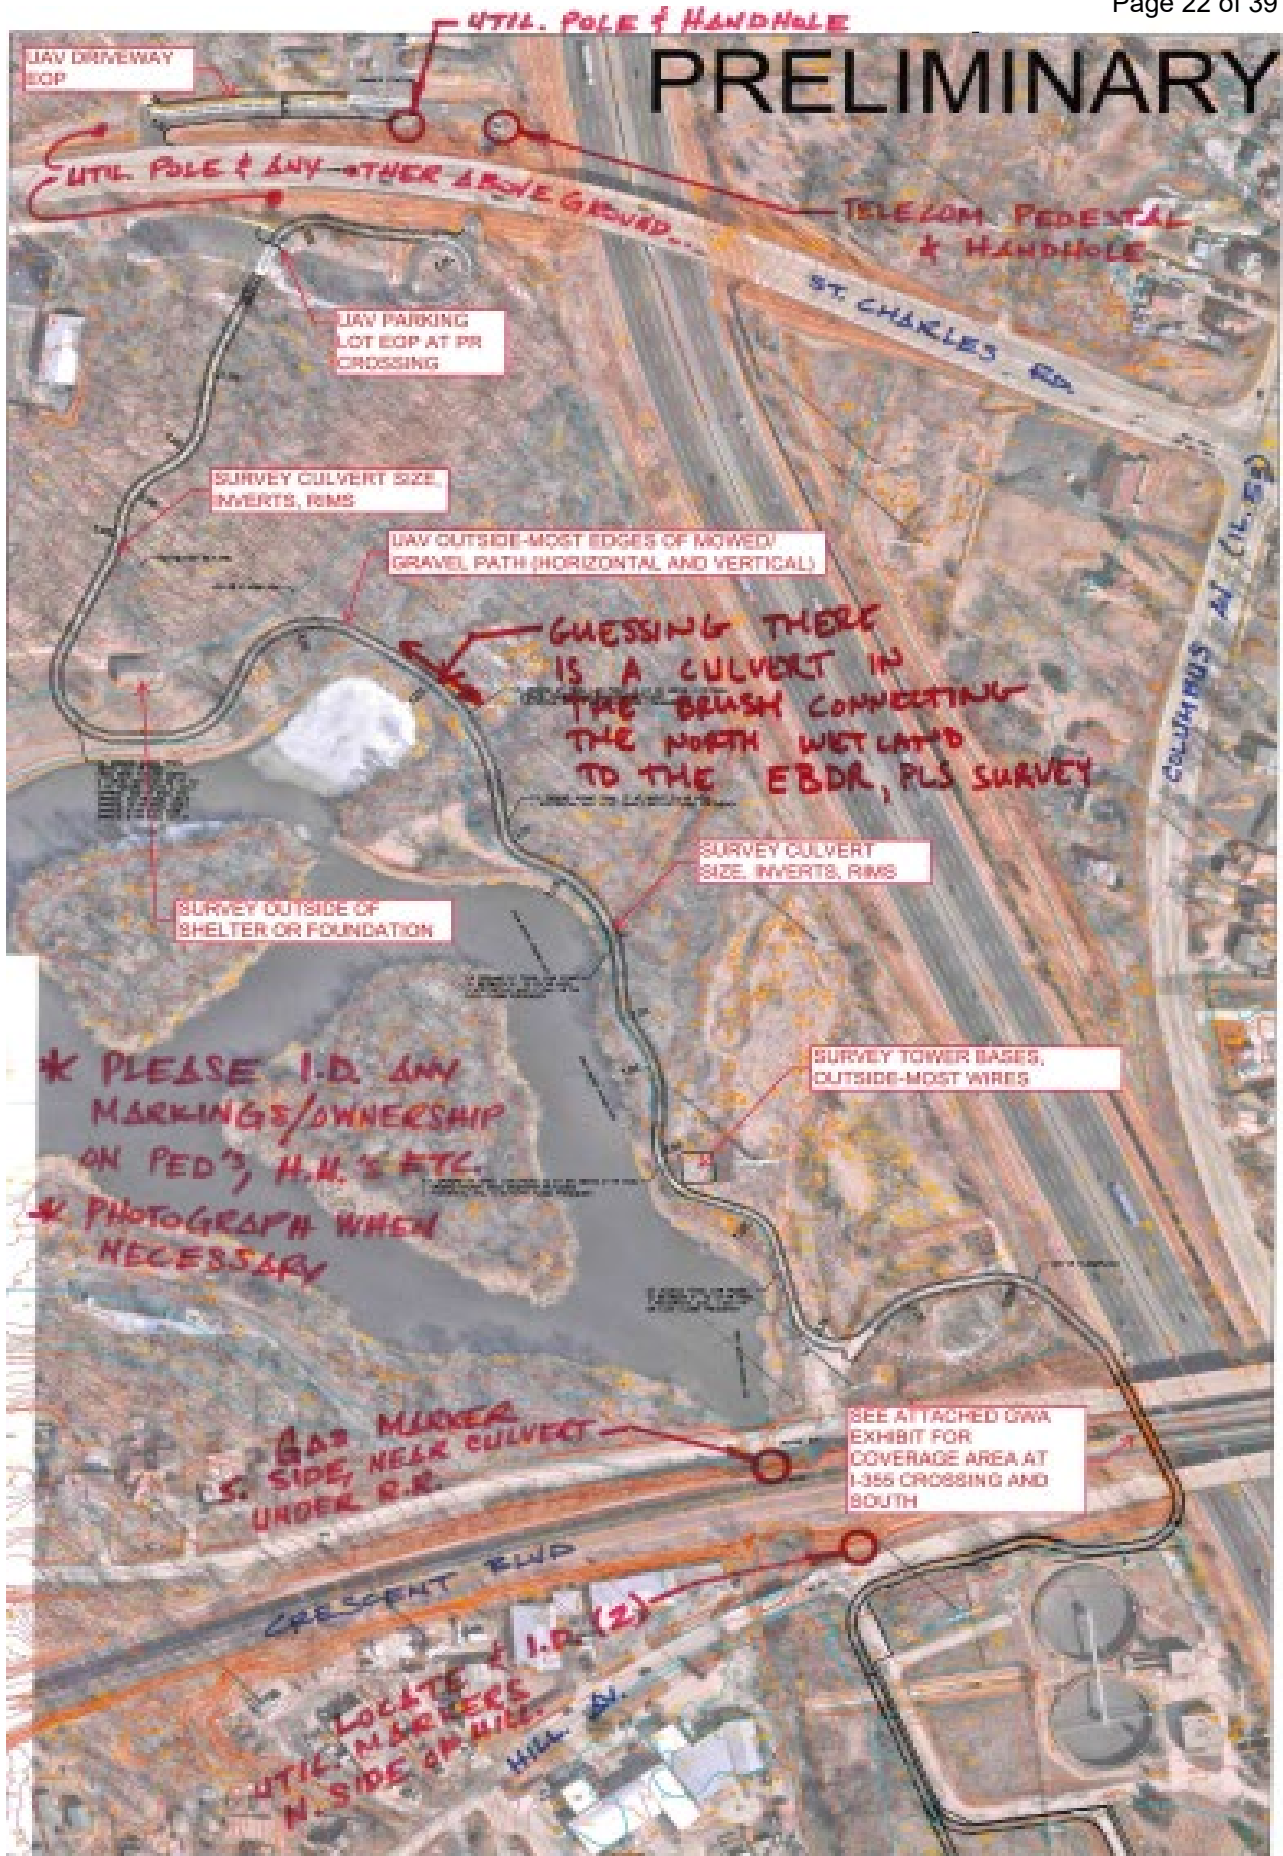 Page 22 of 39
UTIL. POLE & HANDHOLE
PRELIMINARY
UAV DRIVEWAY
EOP
UTIL. POLE & ANY OTHER ABOVE GROUND...
TELECOM PEDESTAL
& HANDHOLE
ST. CHARLES RD.
UAV PARKING
LOT EOP AT PR
CROSSING
COLUMBUS AV (IL. 53)
SURVEY CULVERT SIZE,
INVERTS, RIMS
UAV OUTSIDE-MOST EDGES OF MOWED/
GRAVEL PATH (HORIZONTAL AND VERTICAL)
GUESSING THERE
IS A CULVERT IN
THE BRUSH CONNECTING
THE NORTH WETLAND
TO THE EBDR, PLS SURVEY
SURVEY CULVERT
SIZE, INVERTS, RIMS
SURVEY OUTSIDE OF
SHELTER OR FOUNDATION
SURVEY TOWER BASES,
OUTSIDE-MOST WIRES
* PLEASE I.D. ANY
MARKINGS/OWNERSHIP
ON PED'S, H.H.'S ETC.
* PHOTOGRAPH WHEN
NECESSARY
GAS MARKER
S. SIDE, NEAR CULVERT
UNDER R.R.
SEE ATTACHED GWA
EXHIBIT FOR
COVERAGE AREA AT
I-355 CROSSING AND
SOUTH
CRESCENT BLVD
LOCATE & I.D. (2)
UTIL. MARKERS
N. SIDE OF HILL.
HILL AV.